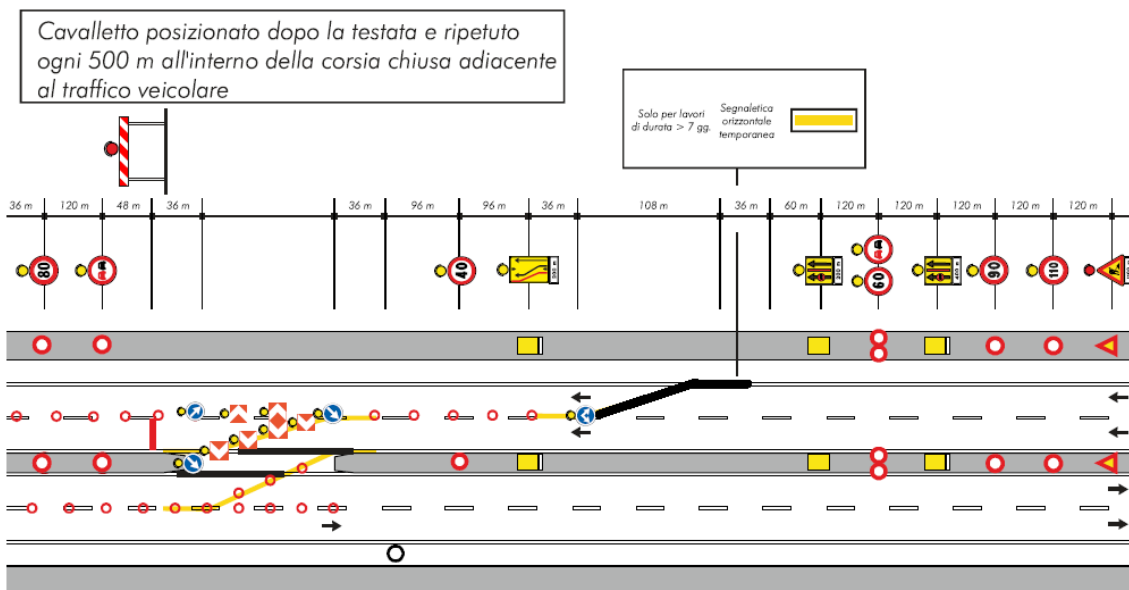 Cavalletto posizionato dopo la testata e ripetuto
ogni 500 m all'interno della corsia chiusa adiacente
al traffico veicolare
Solo per lavori
di durata > 7 gg.
Segnaletica
orizzontale
temporanea
36 m 120 m 48 m 36 m 36 m 96 m 96 m 36 m 108 m 36 m 60 m 120 m 120 m 120 m 120 m 120 m
80 40 60 90 110